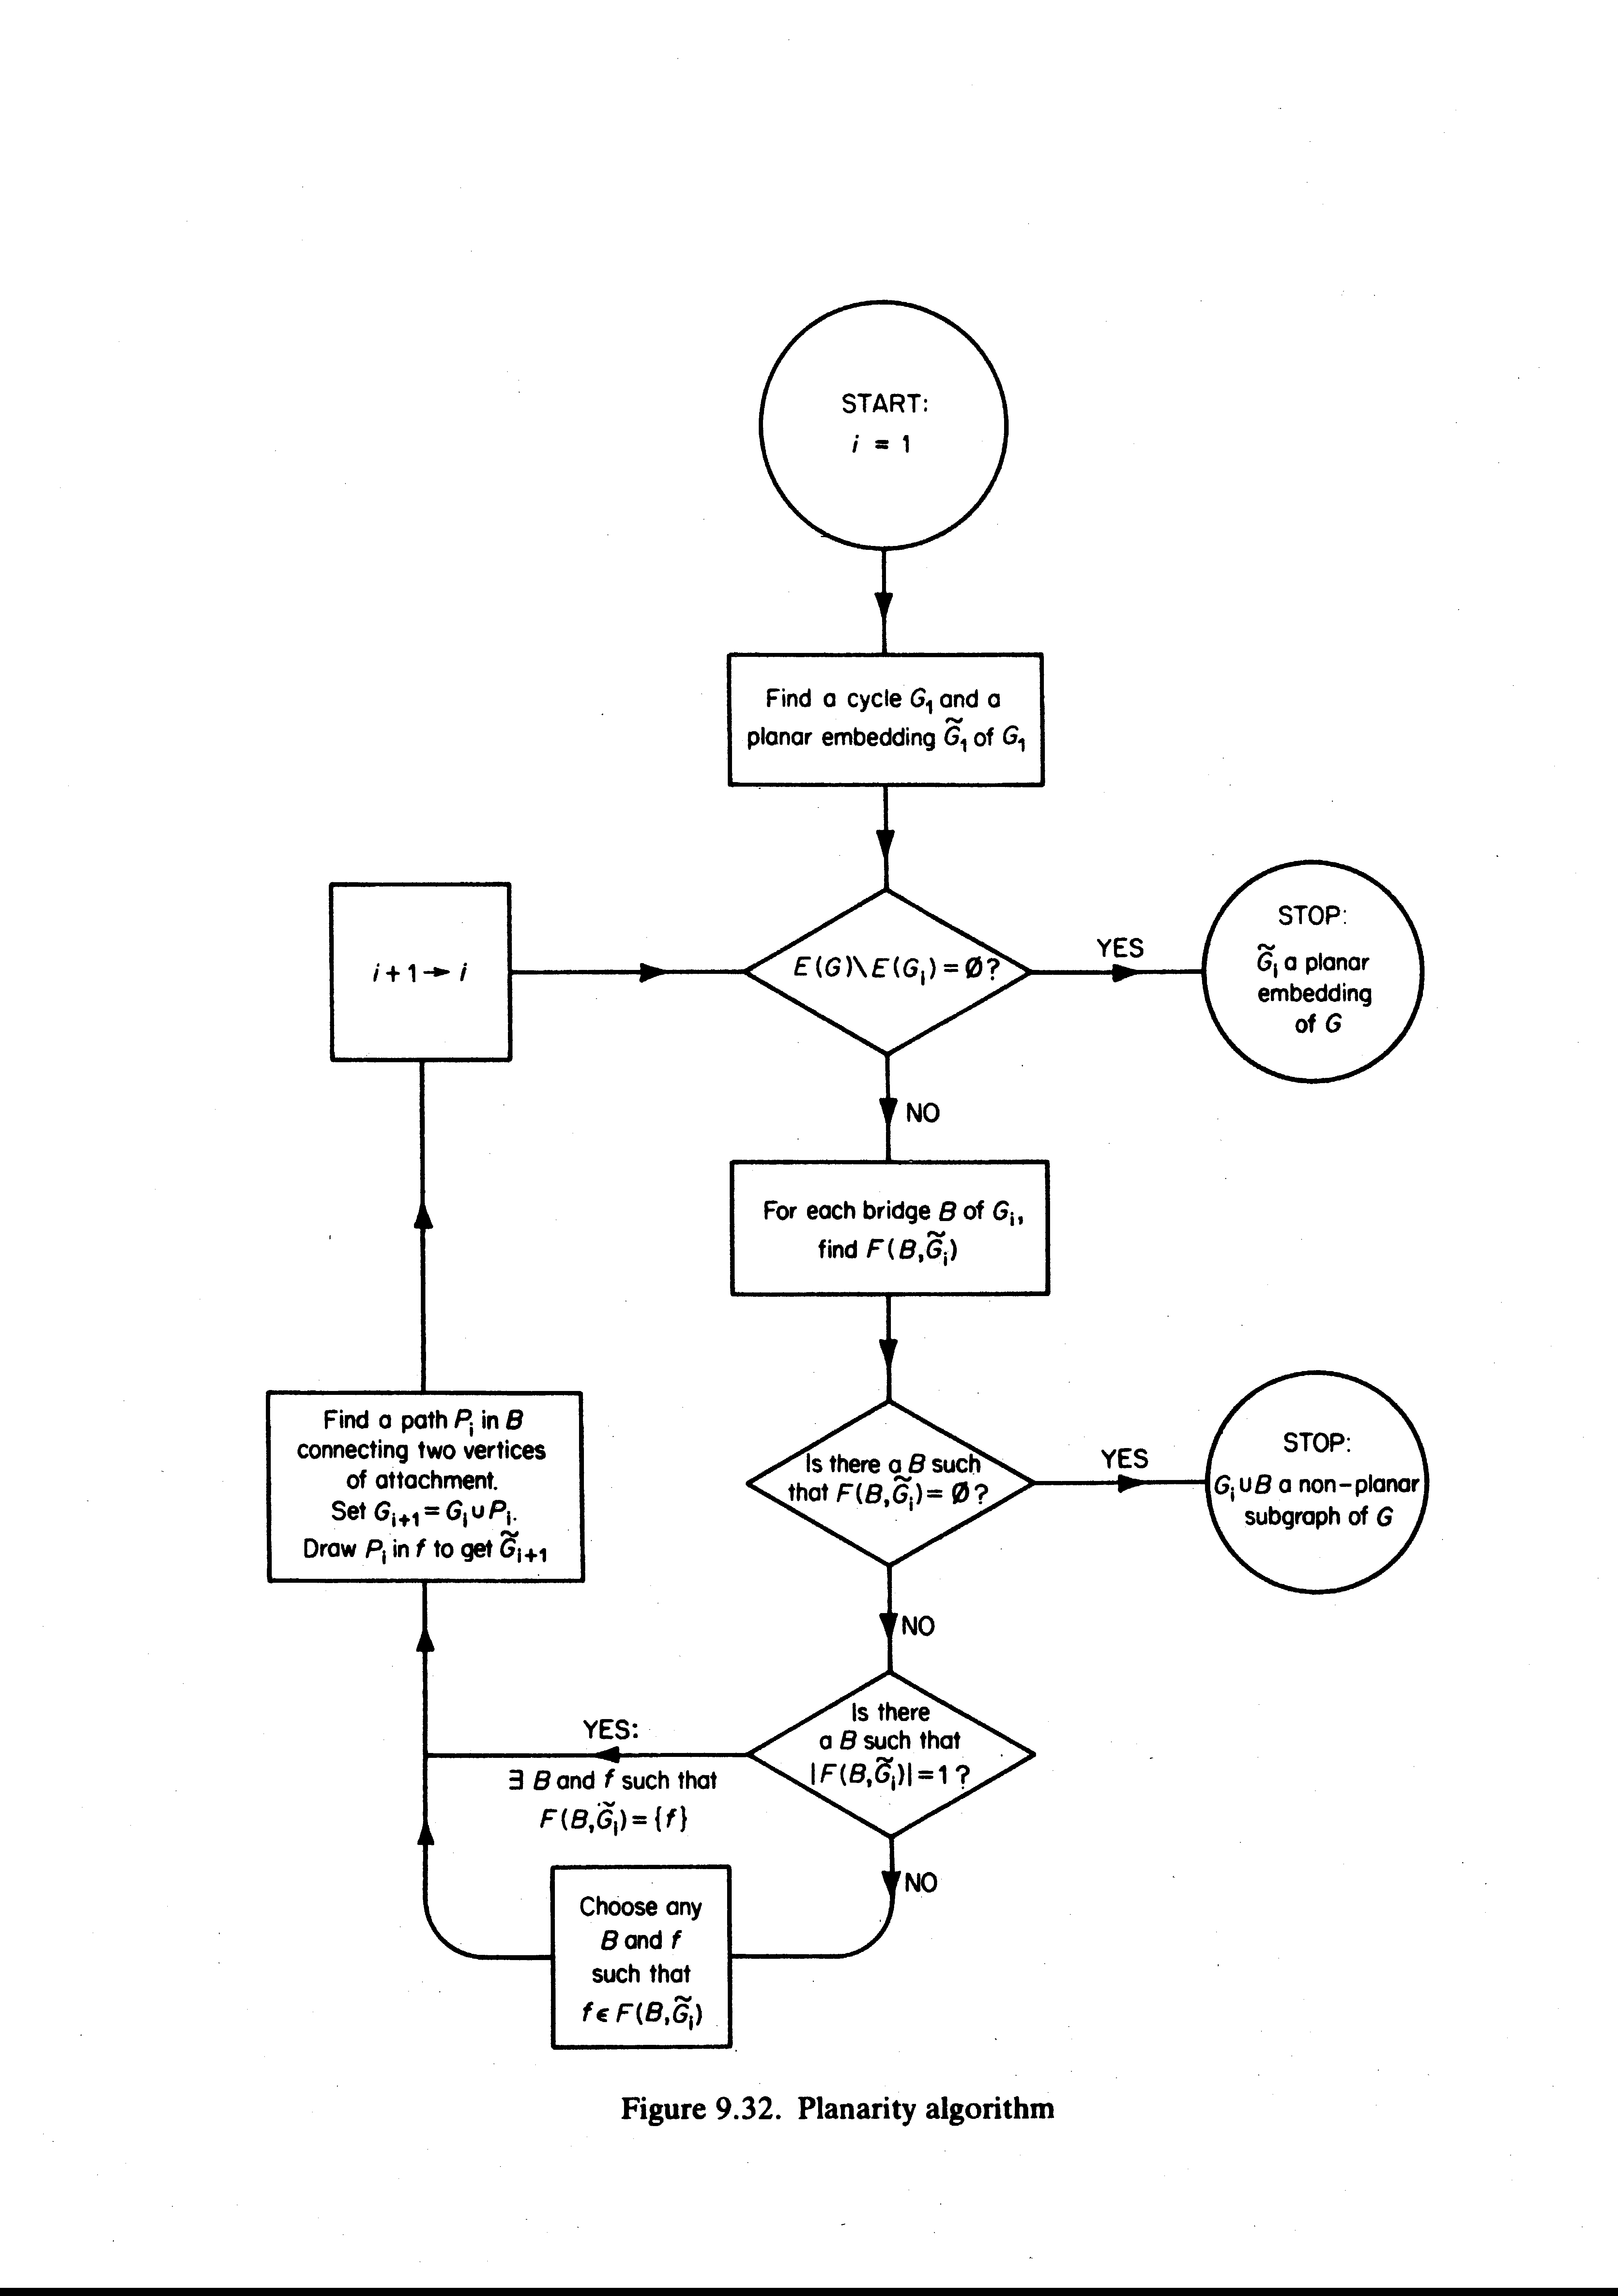 START:
i = 1
Find a cycle G₁ and a
planar embedding G̃₁ of G₁
i+1→i
E(G)\E(Gᵢ)=Ø?
YES
STOP:
G̃ᵢ a planar
embedding
of G
NO
For each bridge B of Gᵢ,
find F(B,G̃ᵢ)
Find a path Pᵢ in B
connecting two vertices
of attachment.
Set Gᵢ₊₁=Gᵢ∪Pᵢ.
Draw Pᵢ in f to get G̃ᵢ₊₁
Is there a B such
that F(B,G̃ᵢ)=Ø?
YES
STOP:
Gᵢ∪B a non-planar
subgraph of G
NO
Is there
a B such that
|F(B,G̃ᵢ)|=1?
YES:
∃ B and f such that
F(B,G̃ᵢ)={f}
NO
Choose any
B and f
such that
f∈F(B,G̃ᵢ)
Figure 9.32. Planarity algorithm